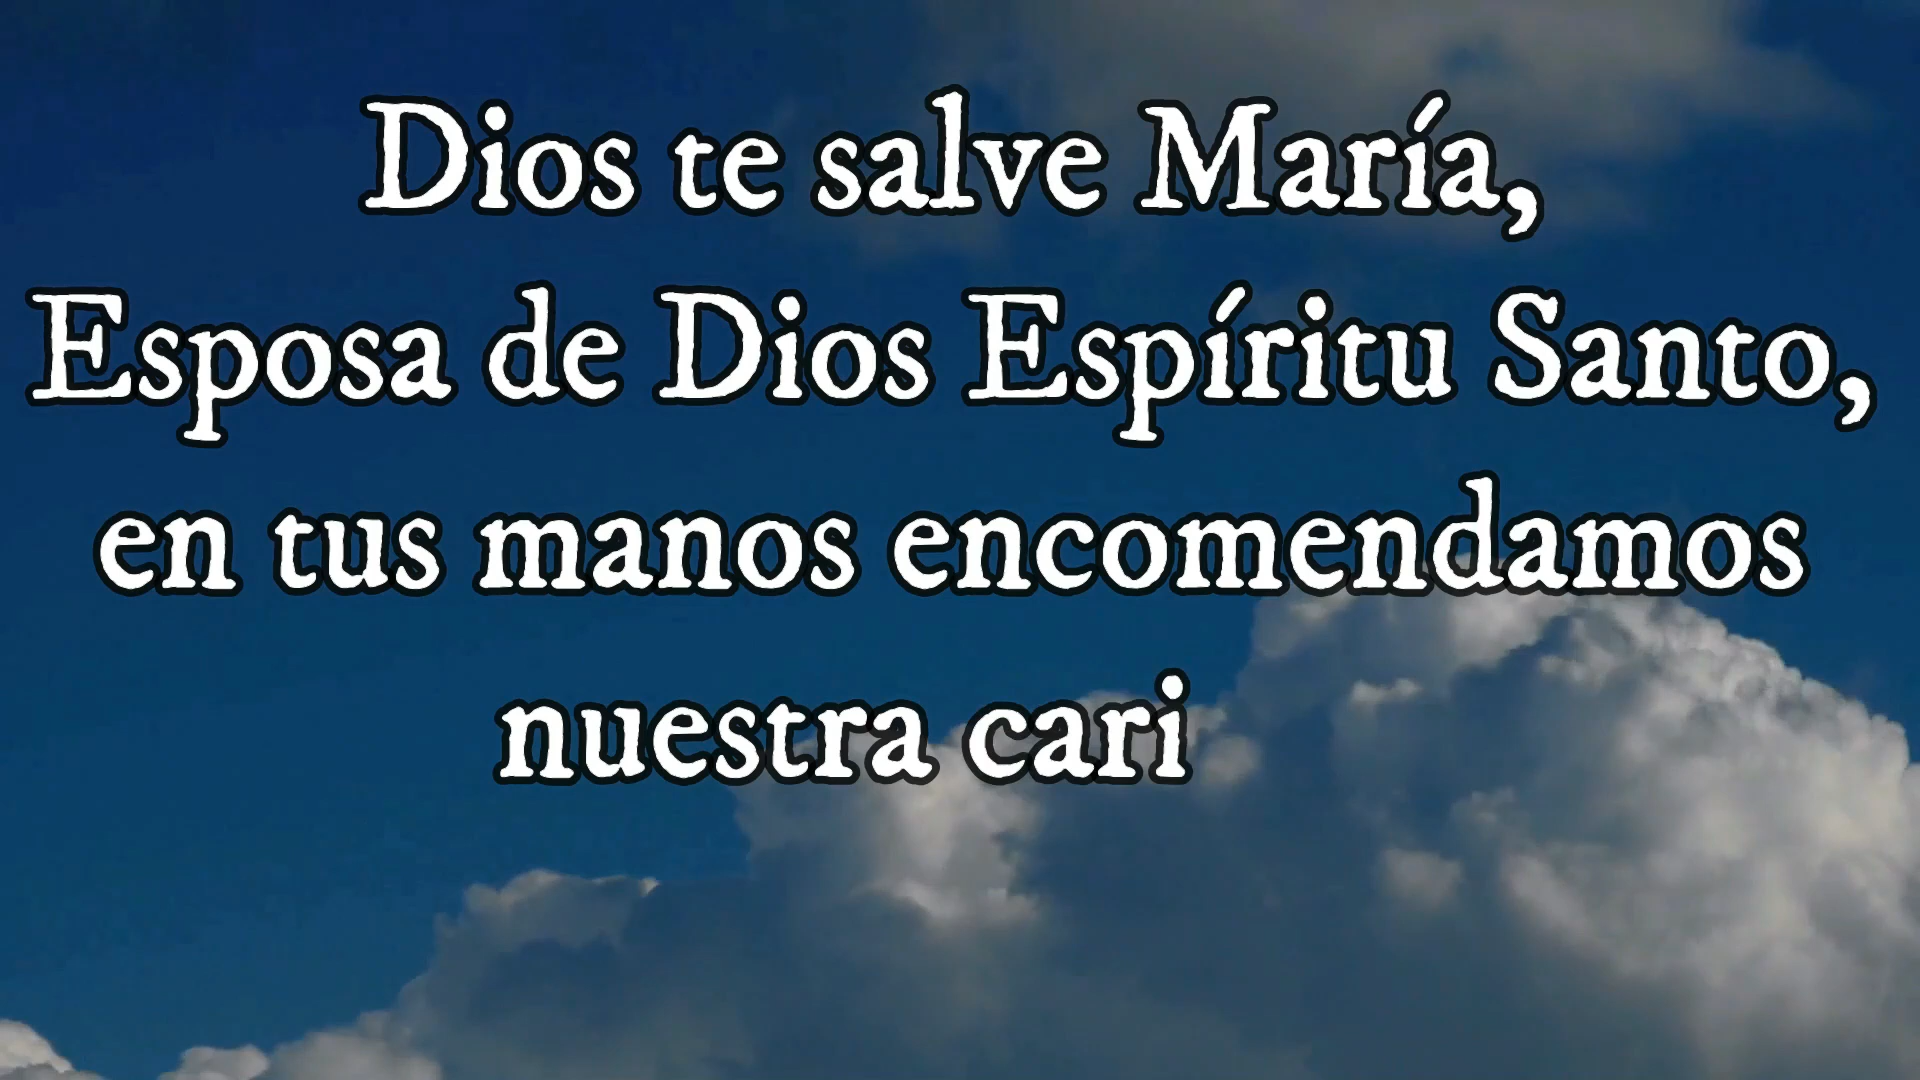 Dios te salve María,
Esposa de Dios Espíritu Santo,
en tus manos encomendamos
nuestra cari